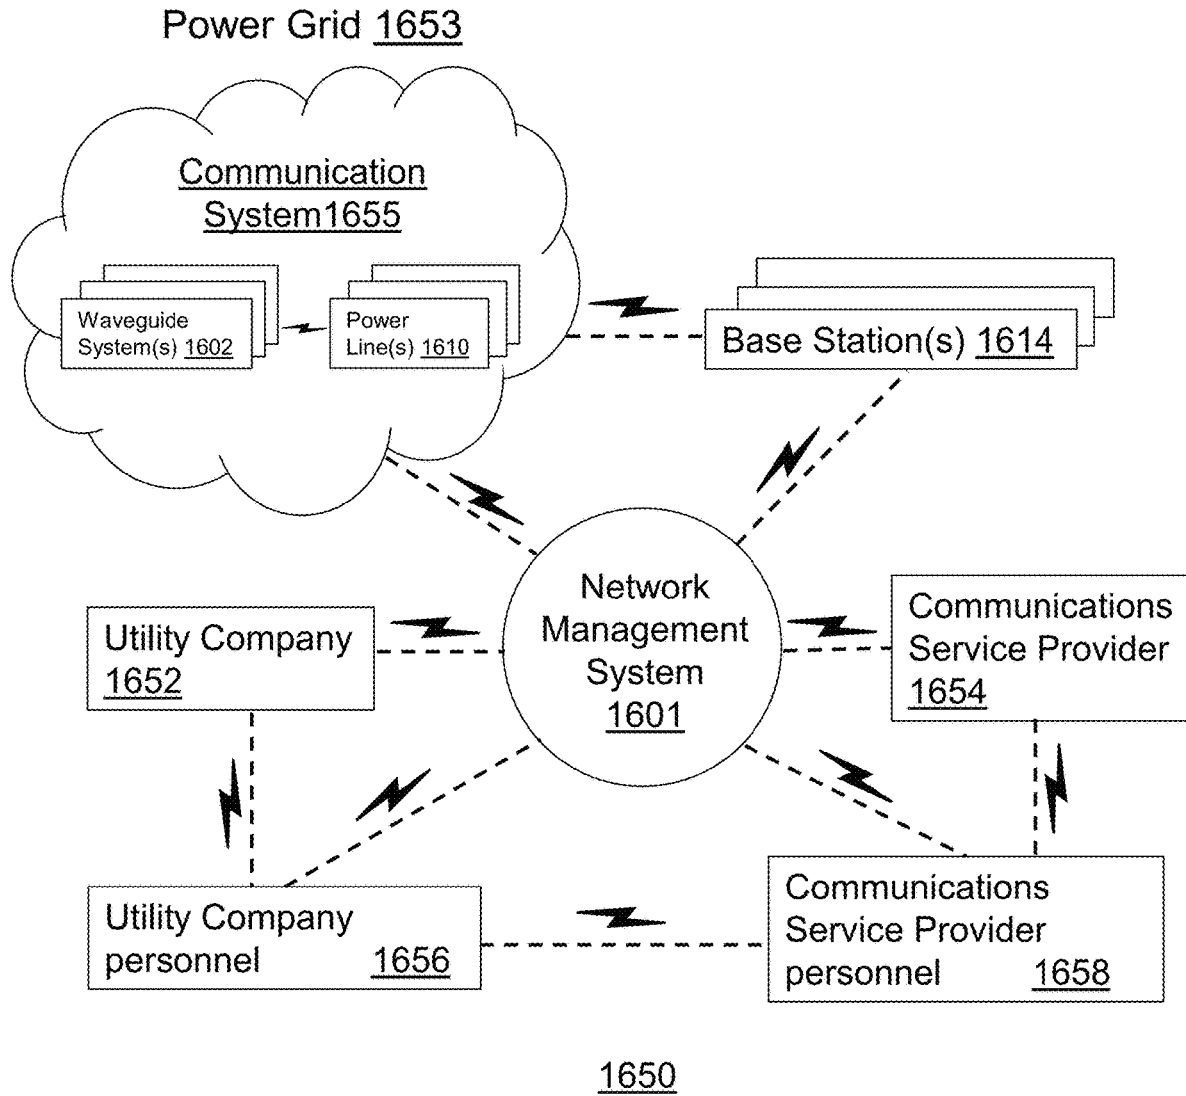 Power Grid 1653
Communication
System1655
Waveguide
System(s) 1602
Power
Line(s) 1610
Base Station(s) 1614
Network
Management
System
1601
Utility Company
1652
Communications
Service Provider
1654
Utility Company
personnel 1656
Communications
Service Provider
personnel 1658
1650